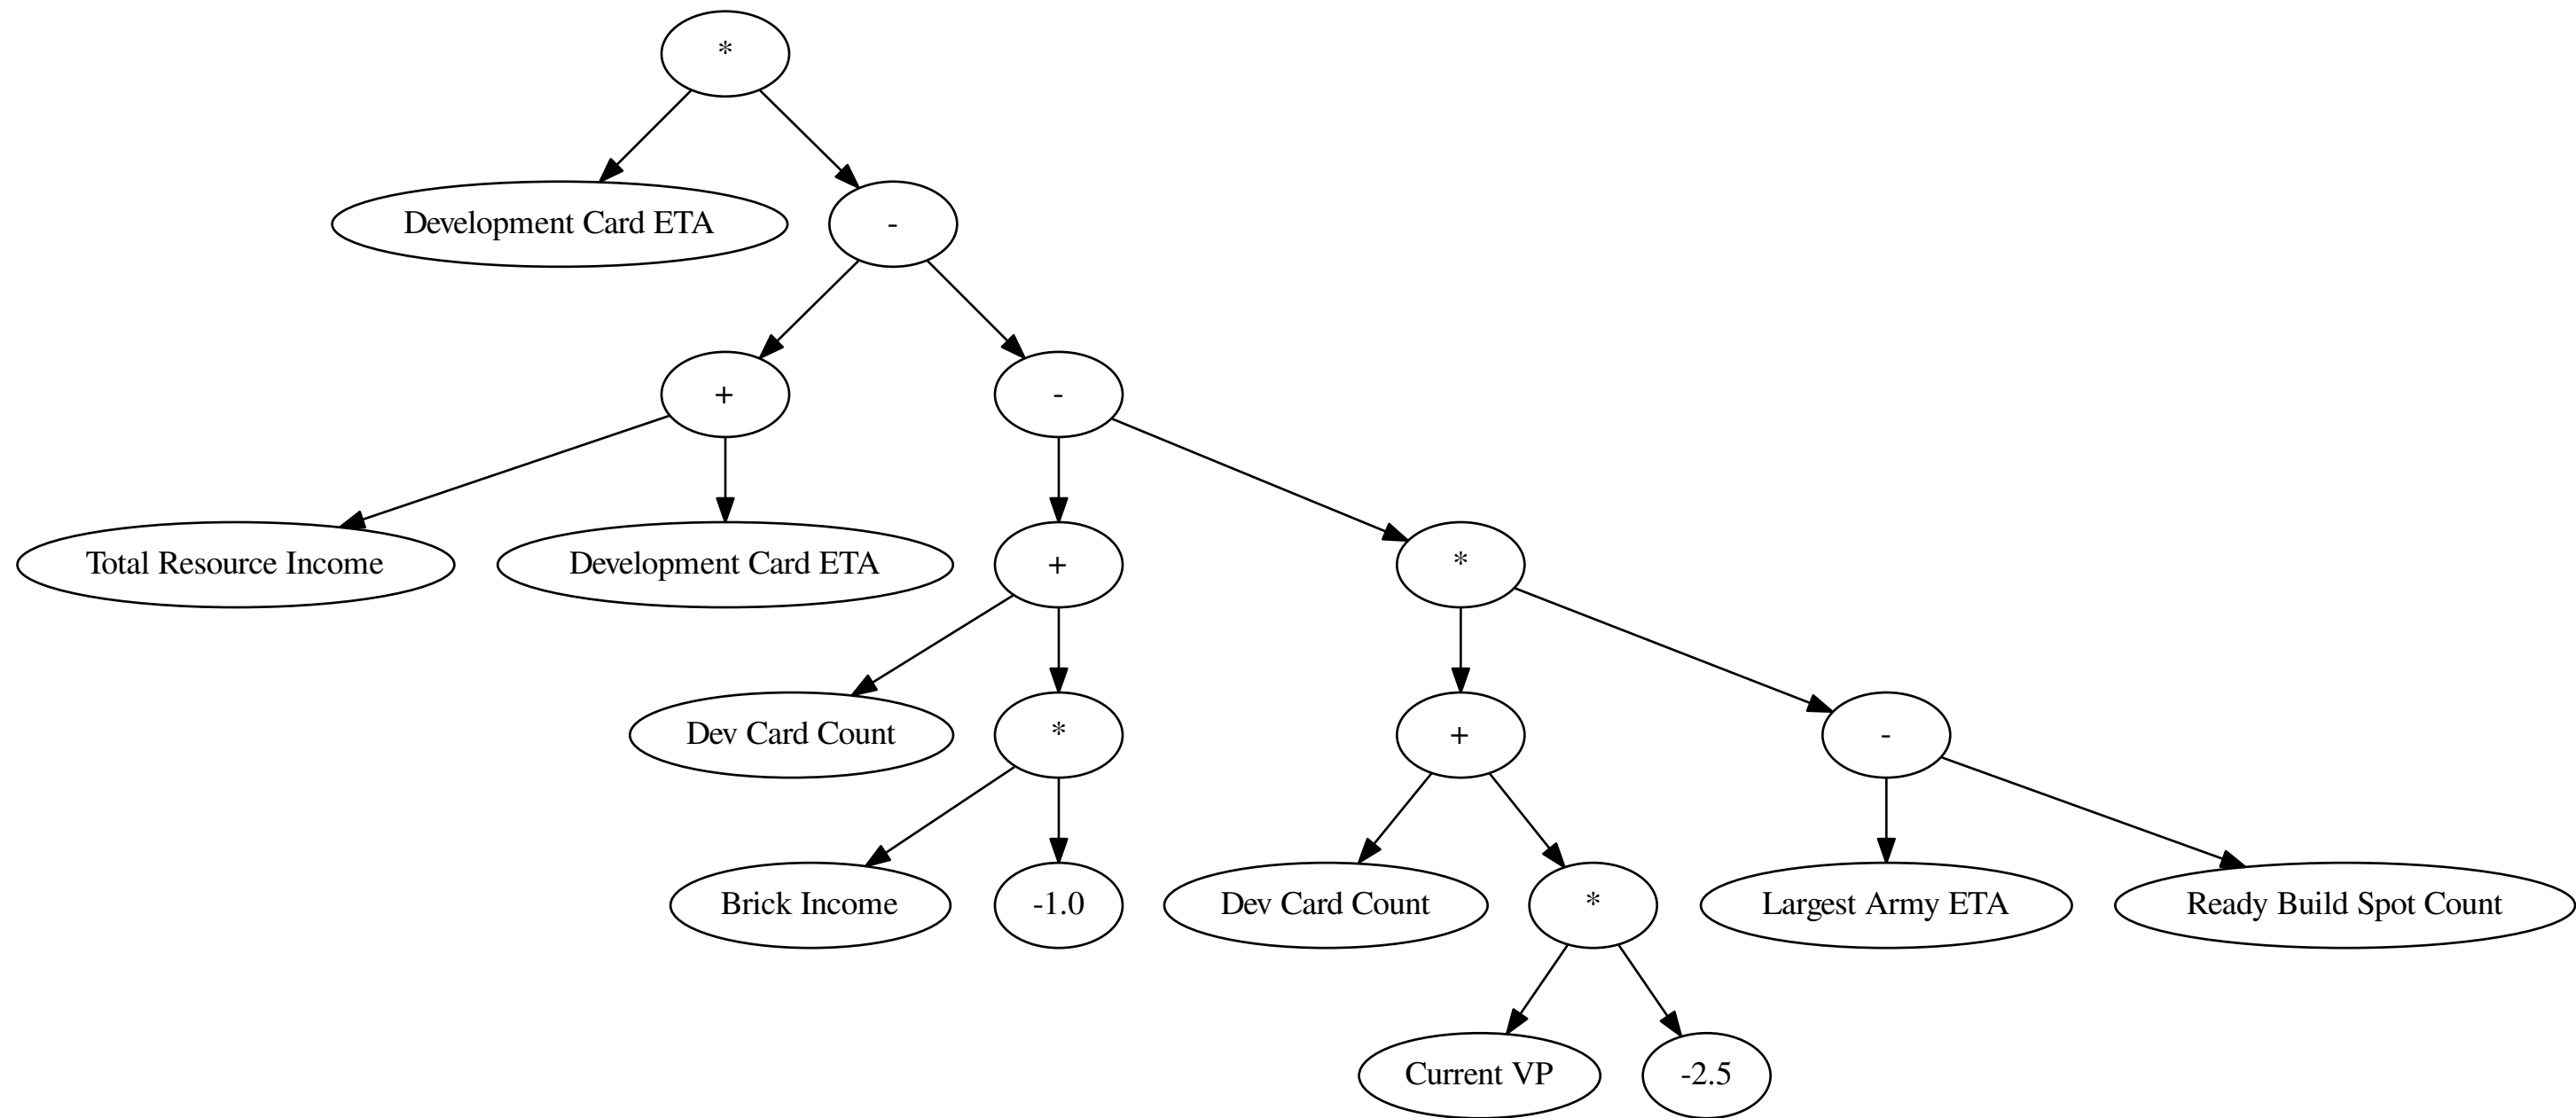 *
Development Card ETA
-
+
-
Total Resource Income
Development Card ETA
+
*
Dev Card Count
*
+
-
Brick Income
-1.0
Dev Card Count
*
Largest Army ETA
Ready Build Spot Count
Current VP
-2.5